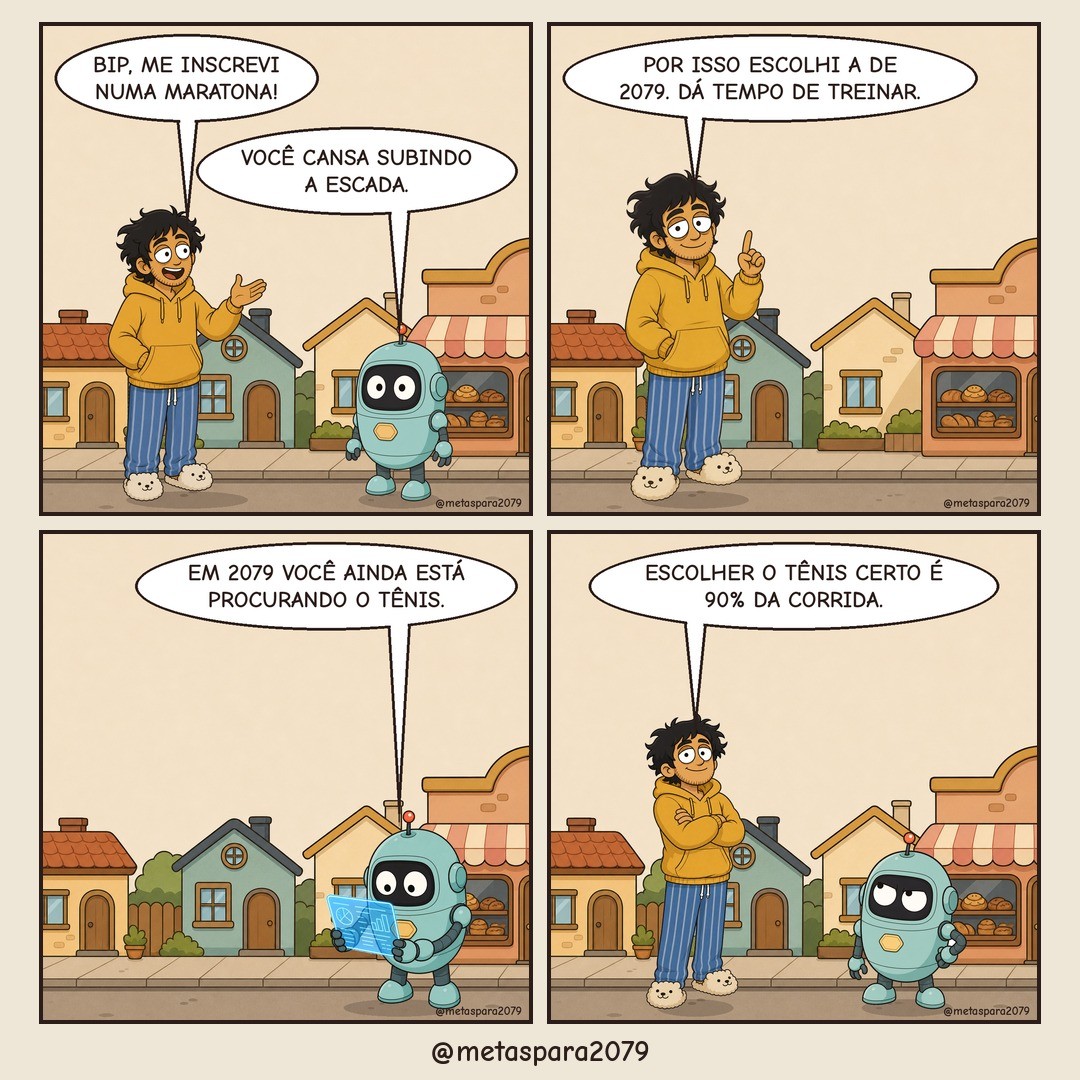 BIP, ME INSCREVI
NUMA MARATONA!
VOCÊ CANSA SUBINDO
A ESCADA.
@metaspara2079
POR ISSO ESCOLHI A DE
2079. DÁ TEMPO DE TREINAR.
@metaspara2079
EM 2079 VOCÊ AINDA ESTÁ
PROCURANDO O TÊNIS.
@metaspara2079
ESCOLHER O TÊNIS CERTO É
90% DA CORRIDA.
@metaspara2079
@metaspara2079